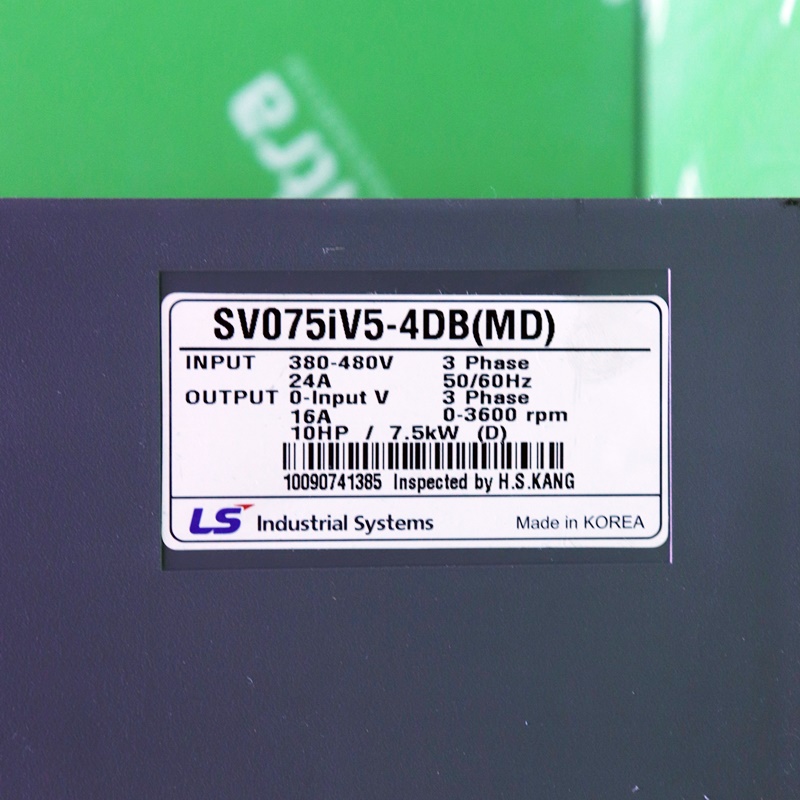 tra
SV075iV5-4DB(MD)
INPUT 380-480V 3 Phase
24A 50/60Hz
OUTPUT 0-Input V 3 Phase
16A 0-3600 rpm
10HP / 7.5kW (D)
10090741385 Inspected by H.S.KANG
LS Industrial Systems Made in KOREA